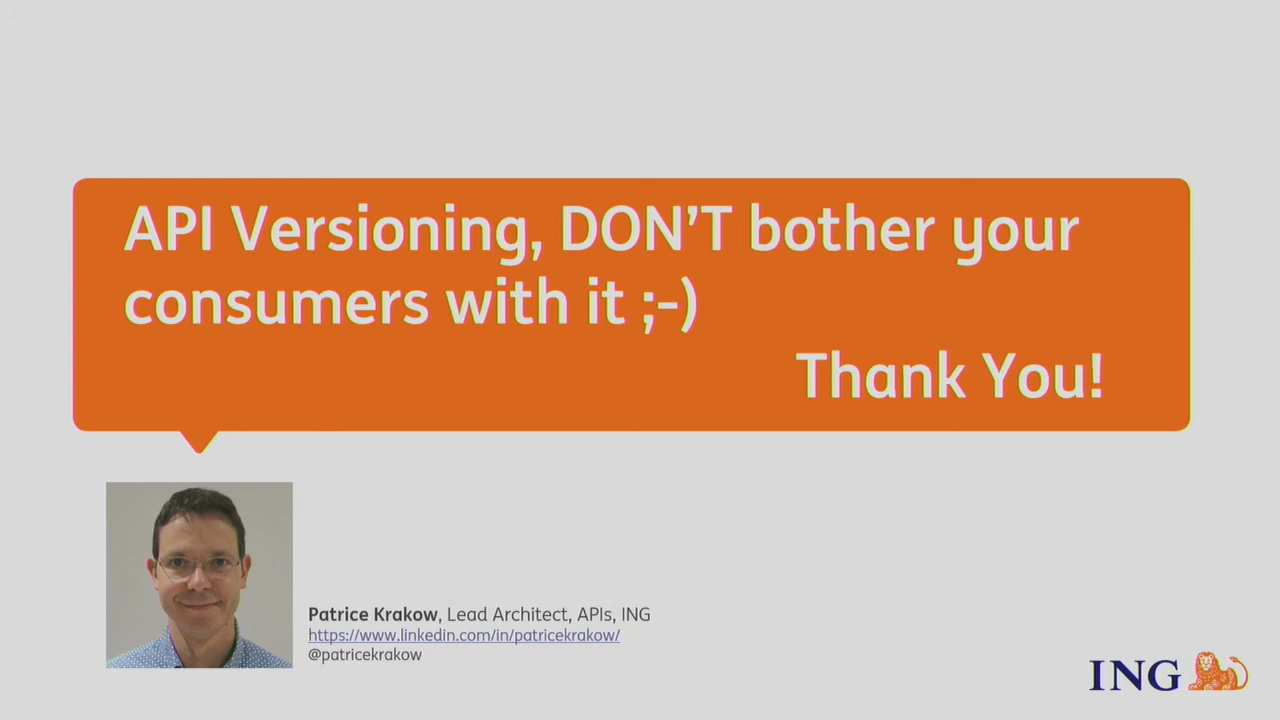 API Versioning, DON'T bother your
consumers with it ;-)
Thank You!
Patrice Krakow, Lead Architect, APIs, ING
https://www.linkedin.com/in/patricekrakow/
@patricekrakow
ING